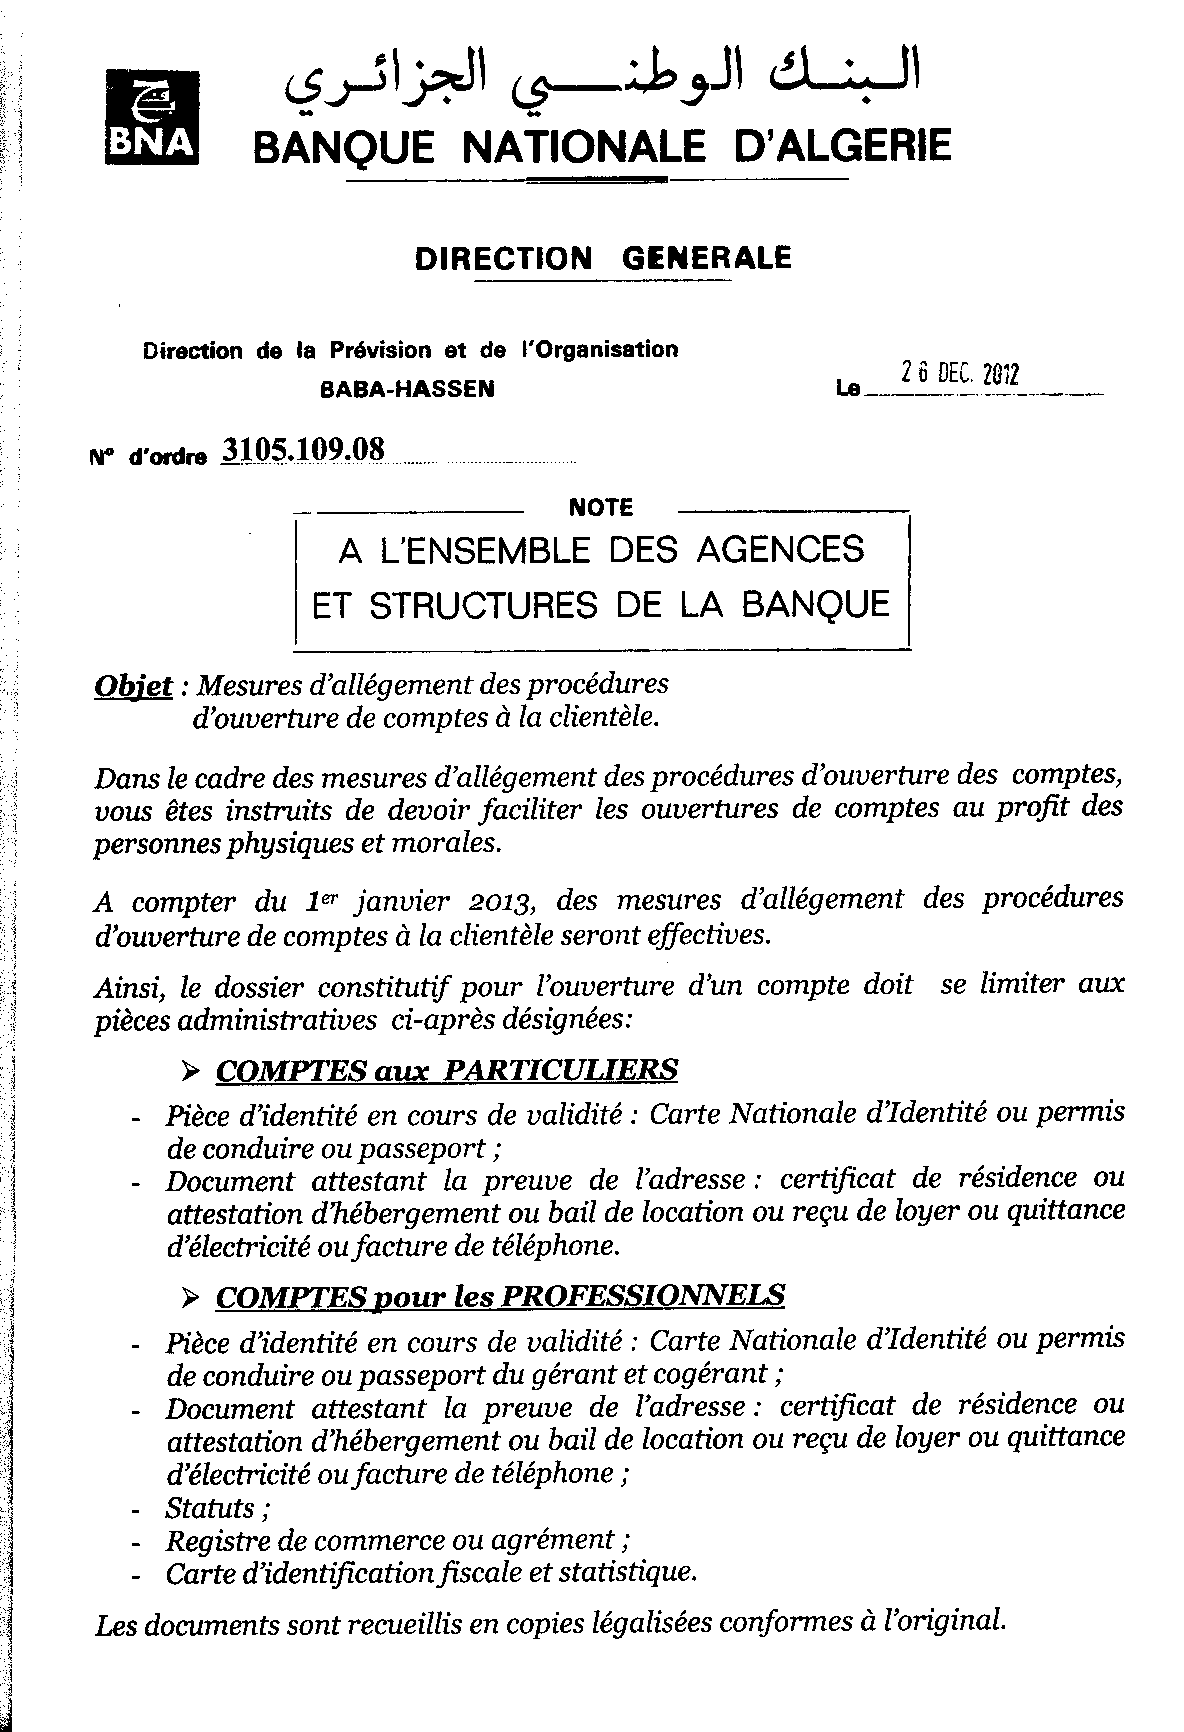 البنك الوطني الجزائري
BNA
BANQUE NATIONALE D'ALGERIE
DIRECTION GENERALE
Direction de la Prévision et de l'Organisation
BABA-HASSEN
Le 26 DEC. 2012
N° d'ordre 3105.109.08
NOTE
A L'ENSEMBLE DES AGENCES
ET STRUCTURES DE LA BANQUE
Objet : Mesures d'allégement des procédures
d'ouverture de comptes à la clientèle.
Dans le cadre des mesures d'allégement des procédures d'ouverture des comptes,
vous êtes instruits de devoir faciliter les ouvertures de comptes au profit des
personnes physiques et morales.
A compter du 1er janvier 2013, des mesures d'allégement des procédures
d'ouverture de comptes à la clientèle seront effectives.
Ainsi, le dossier constitutif pour l'ouverture d'un compte doit se limiter aux
pièces administratives ci-après désignées:
➢ COMPTES aux PARTICULIERS
- Pièce d'identité en cours de validité : Carte Nationale d'Identité ou permis
de conduire ou passeport ;
- Document attestant la preuve de l'adresse : certificat de résidence ou
attestation d'hébergement ou bail de location ou reçu de loyer ou quittance
d'électricité ou facture de téléphone.
➢ COMPTES pour les PROFESSIONNELS
- Pièce d'identité en cours de validité : Carte Nationale d'Identité ou permis
de conduire ou passeport du gérant et cogérant ;
- Document attestant la preuve de l'adresse : certificat de résidence ou
attestation d'hébergement ou bail de location ou reçu de loyer ou quittance
d'électricité ou facture de téléphone ;
- Statuts ;
- Registre de commerce ou agrément ;
- Carte d'identification fiscale et statistique.
Les documents sont recueillis en copies légalisées conformes à l'original.